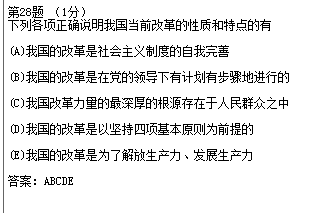 第28题 （1分）
下列各项正确说明我国当前改革的性质和特点的有
(A)我国的改革是社会主义制度的自我完善
(B)我国的改革是在党的领导下有计划有步骤地进行的
(C)我国改革力量的最深厚的根源存在于人民群众之中
(D)我国的改革是以坚持四项基本原则为前提的
(E)我国的改革是为了解放生产力、发展生产力
答案: ABCDE